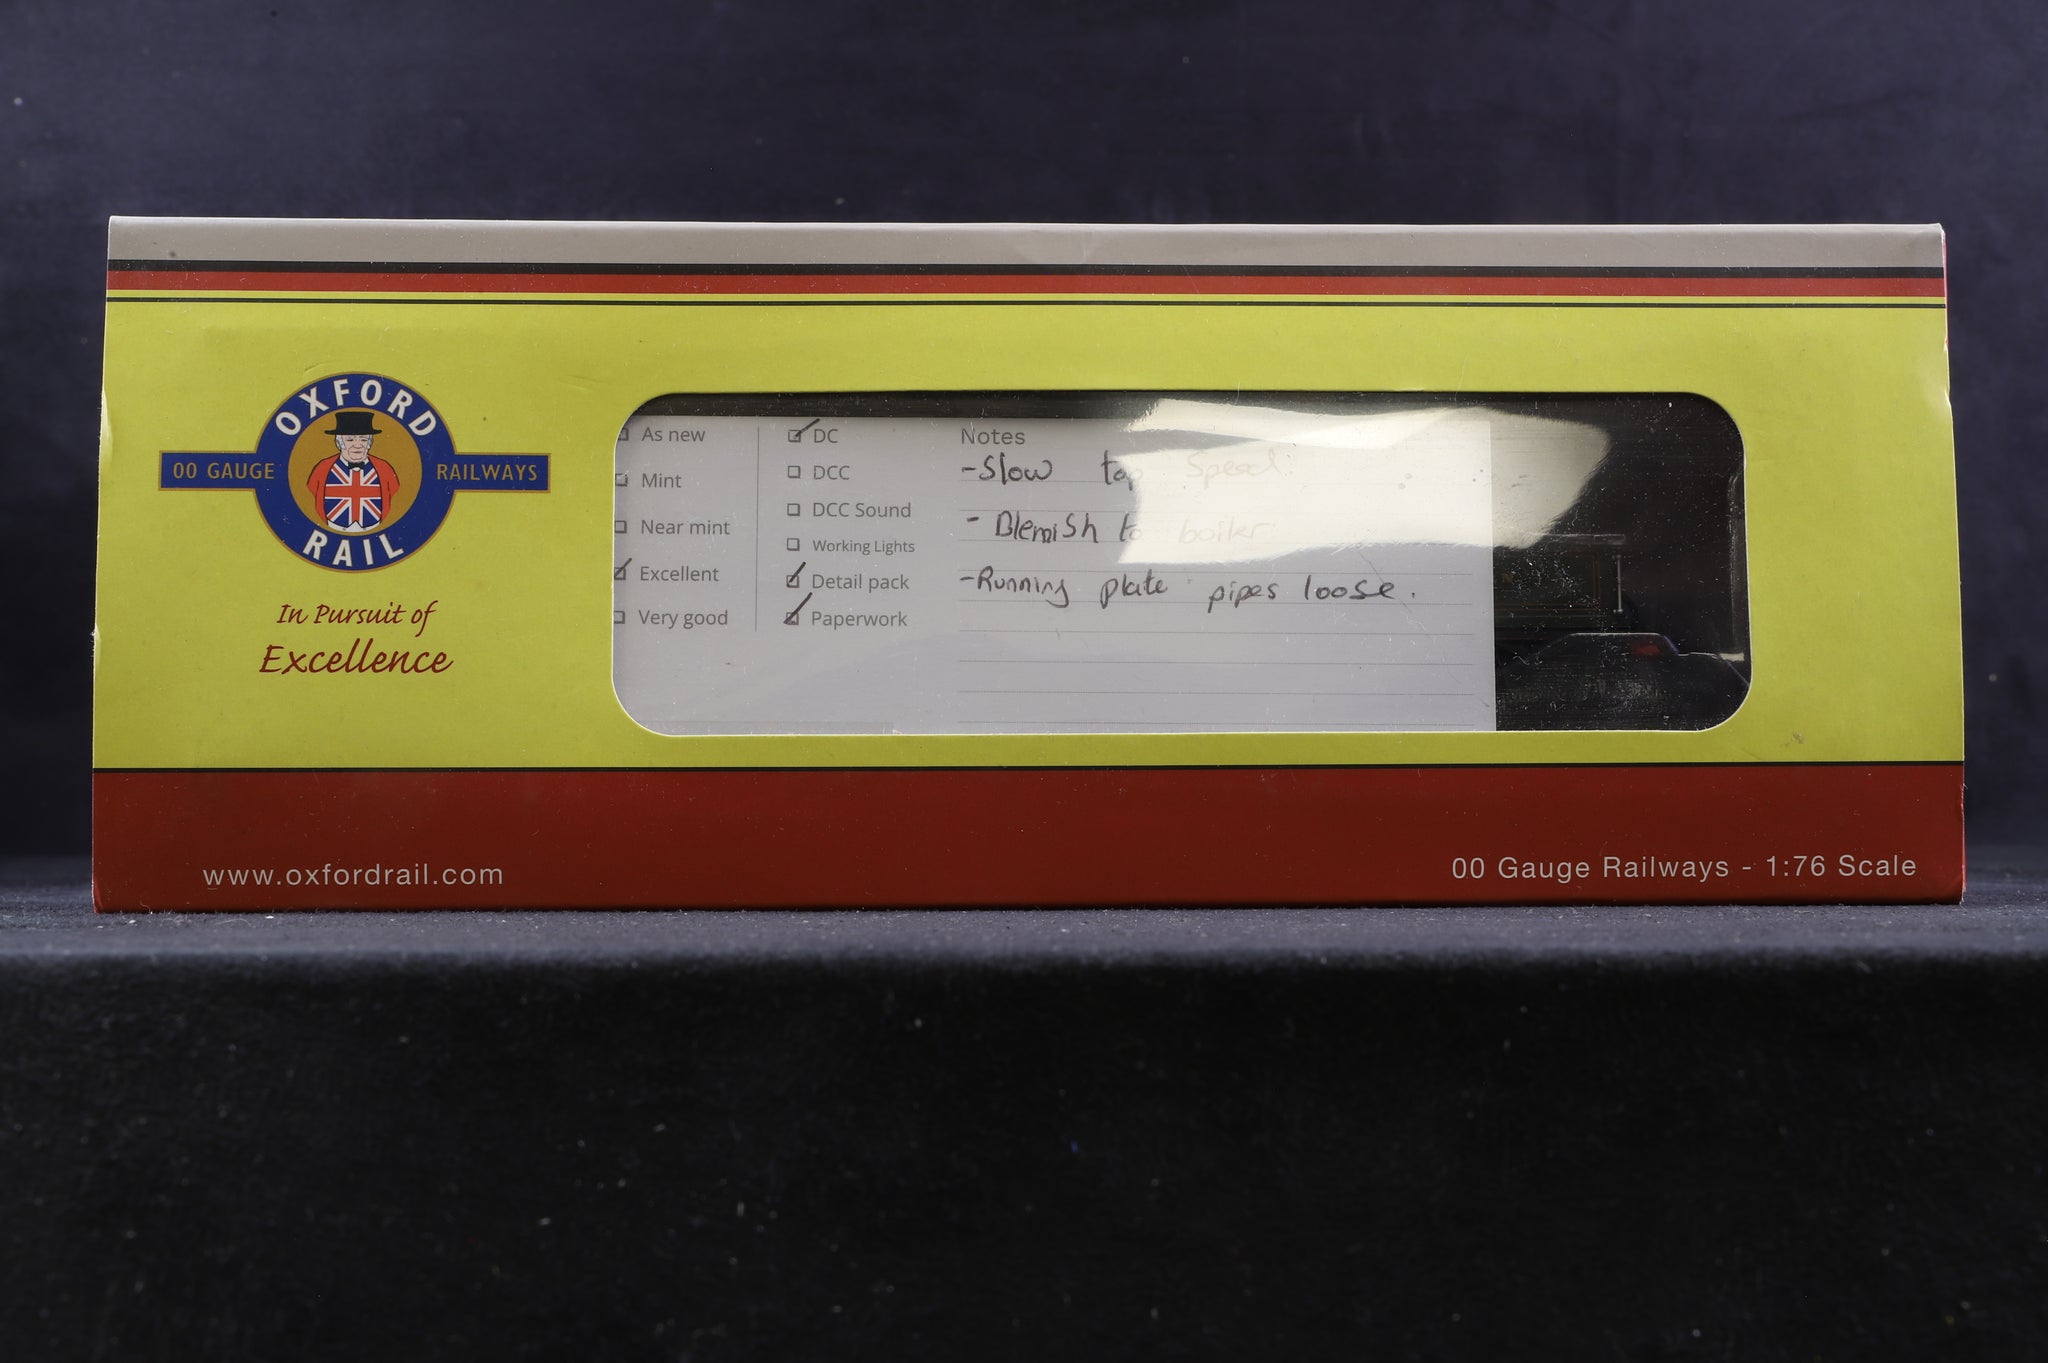 OXFORD
00 GAUGE RAILWAYS
RAIL
In Pursuit of
Excellence
As new
Mint
Near mint
Excellent
Very good
DC
DCC
DCC Sound
Working Lights
Detail pack
Paperwork
Notes
-Slow top Speed
- Blemish to boiler
-Running plate pipes loose.
www.oxfordrail.com
00 Gauge Railways - 1:76 Scale